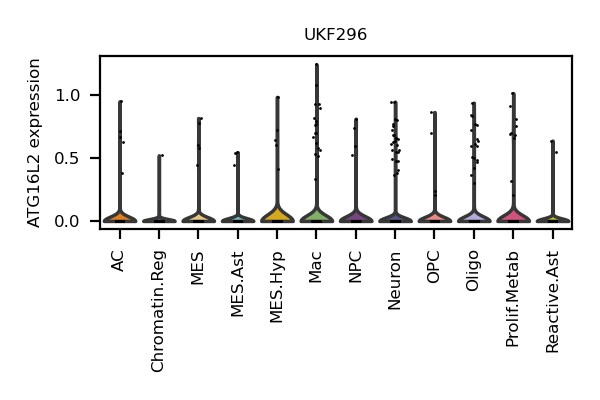 UKF296
ATG16L2 expression
1.0
0.5
0.0
AC
Chromatin.Reg
MES
MES.Ast
MES.Hyp
Mac
NPC
Neuron
OPC
Oligo
Prolif.Metab
Reactive.Ast